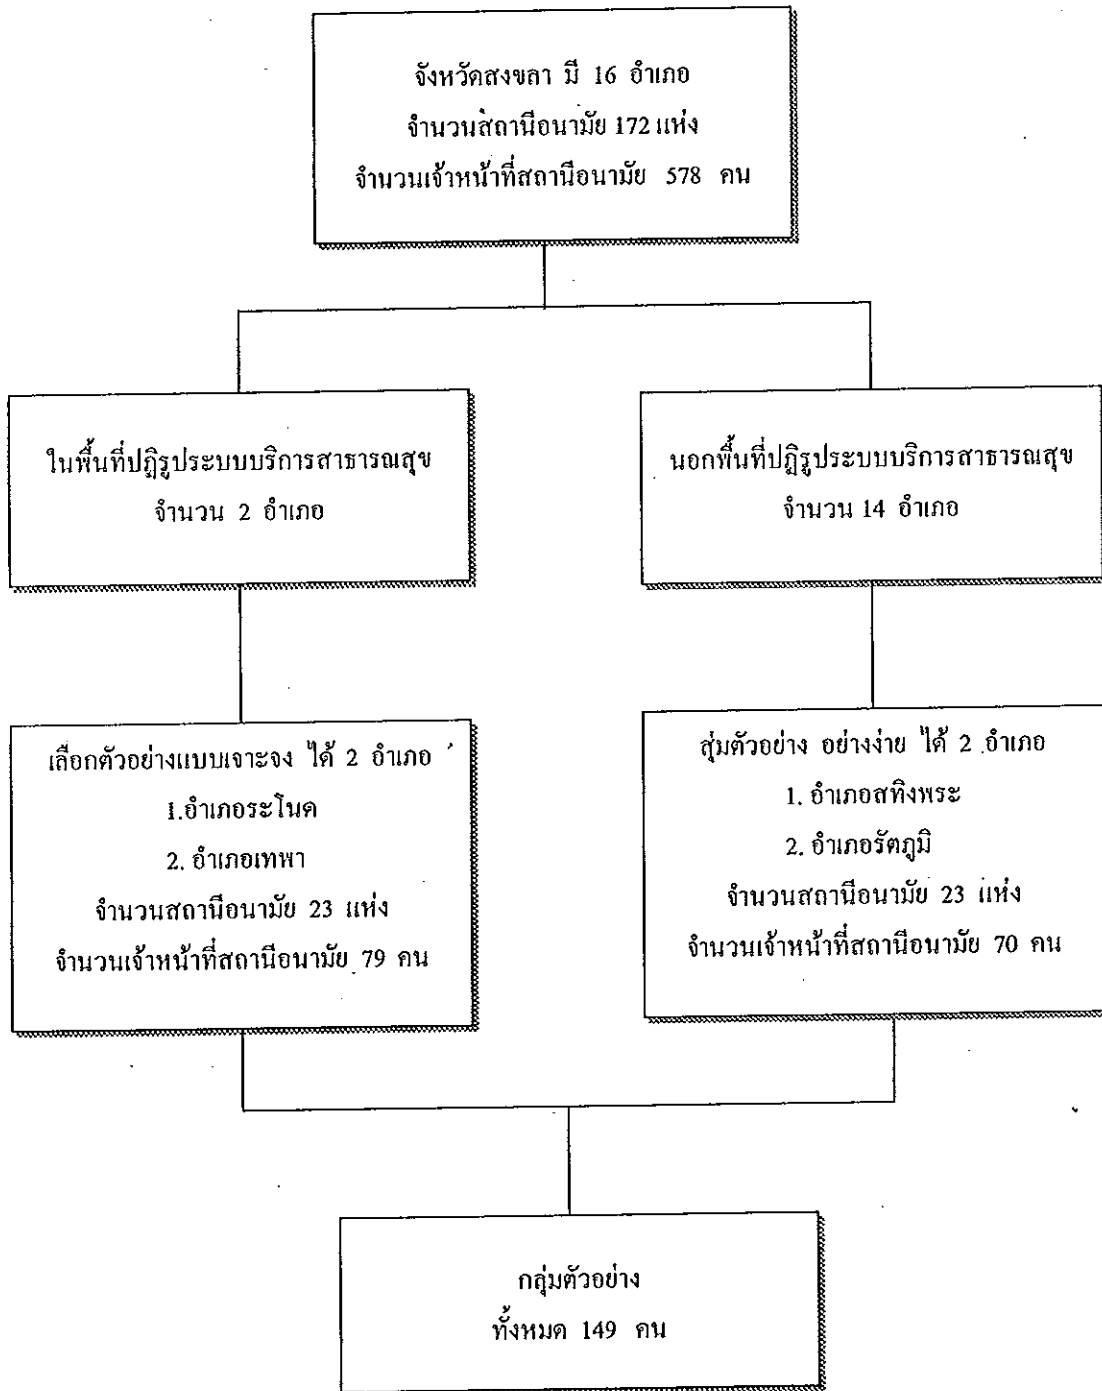 จังหวัดสงขลา มี 16 อำเภอ
จำนวนสถานีอนามัย 172 แห่ง
จำนวนเจ้าหน้าที่สถานีอนามัย 578 คน
ในพื้นที่ปฏิรูประบบบริการสาธารณสุข
จำนวน 2 อำเภอ
นอกพื้นที่ปฏิรูประบบบริการสาธารณสุข
จำนวน 14 อำเภอ
เลือกตัวอย่างแบบเจาะจง ได้ 2 อำเภอ
1.อำเภอระโนด
2. อำเภอเทพา
จำนวนสถานีอนามัย 23 แห่ง
จำนวนเจ้าหน้าที่สถานีอนามัย 79 คน
สุ่มตัวอย่าง อย่างง่าย ได้ 2 อำเภอ
1. อำเภอสทิงพระ
2. อำเภอรัตภูมิ
จำนวนสถานีอนามัย 23 แห่ง
จำนวนเจ้าหน้าที่สถานีอนามัย 70 คน
กลุ่มตัวอย่าง
ทั้งหมด 149 คน